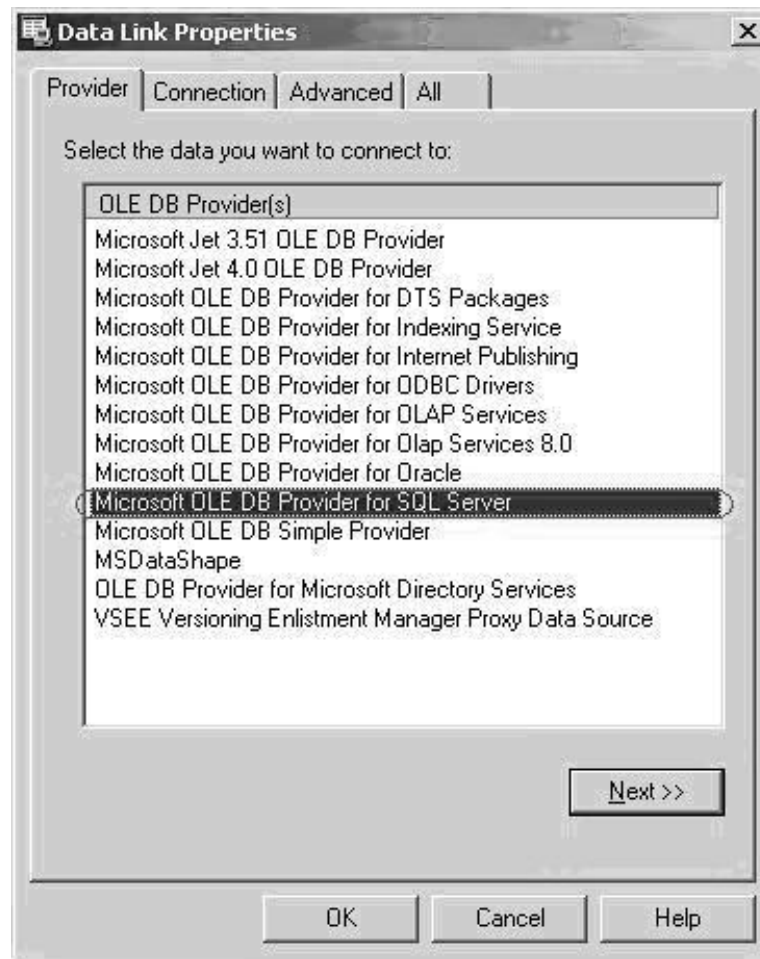 Data Link Properties
Provider Connection Advanced All
Select the data you want to connect to:
OLE DB Provider(s)
Microsoft Jet 3.51 OLE DB Provider
Microsoft Jet 4.0 OLE DB Provider
Microsoft OLE DB Provider for DTS Packages
Microsoft OLE DB Provider for Indexing Service
Microsoft OLE DB Provider for Internet Publishing
Microsoft OLE DB Provider for ODBC Drivers
Microsoft OLE DB Provider for OLAP Services
Microsoft OLE DB Provider for Olap Services 8.0
Microsoft OLE DB Provider for Oracle
Microsoft OLE DB Provider for SQL Server
Microsoft OLE DB Simple Provider
MSDataShape
OLE DB Provider for Microsoft Directory Services
VSEE Versioning Enlistment Manager Proxy Data Source
Next >>
OK Cancel Help